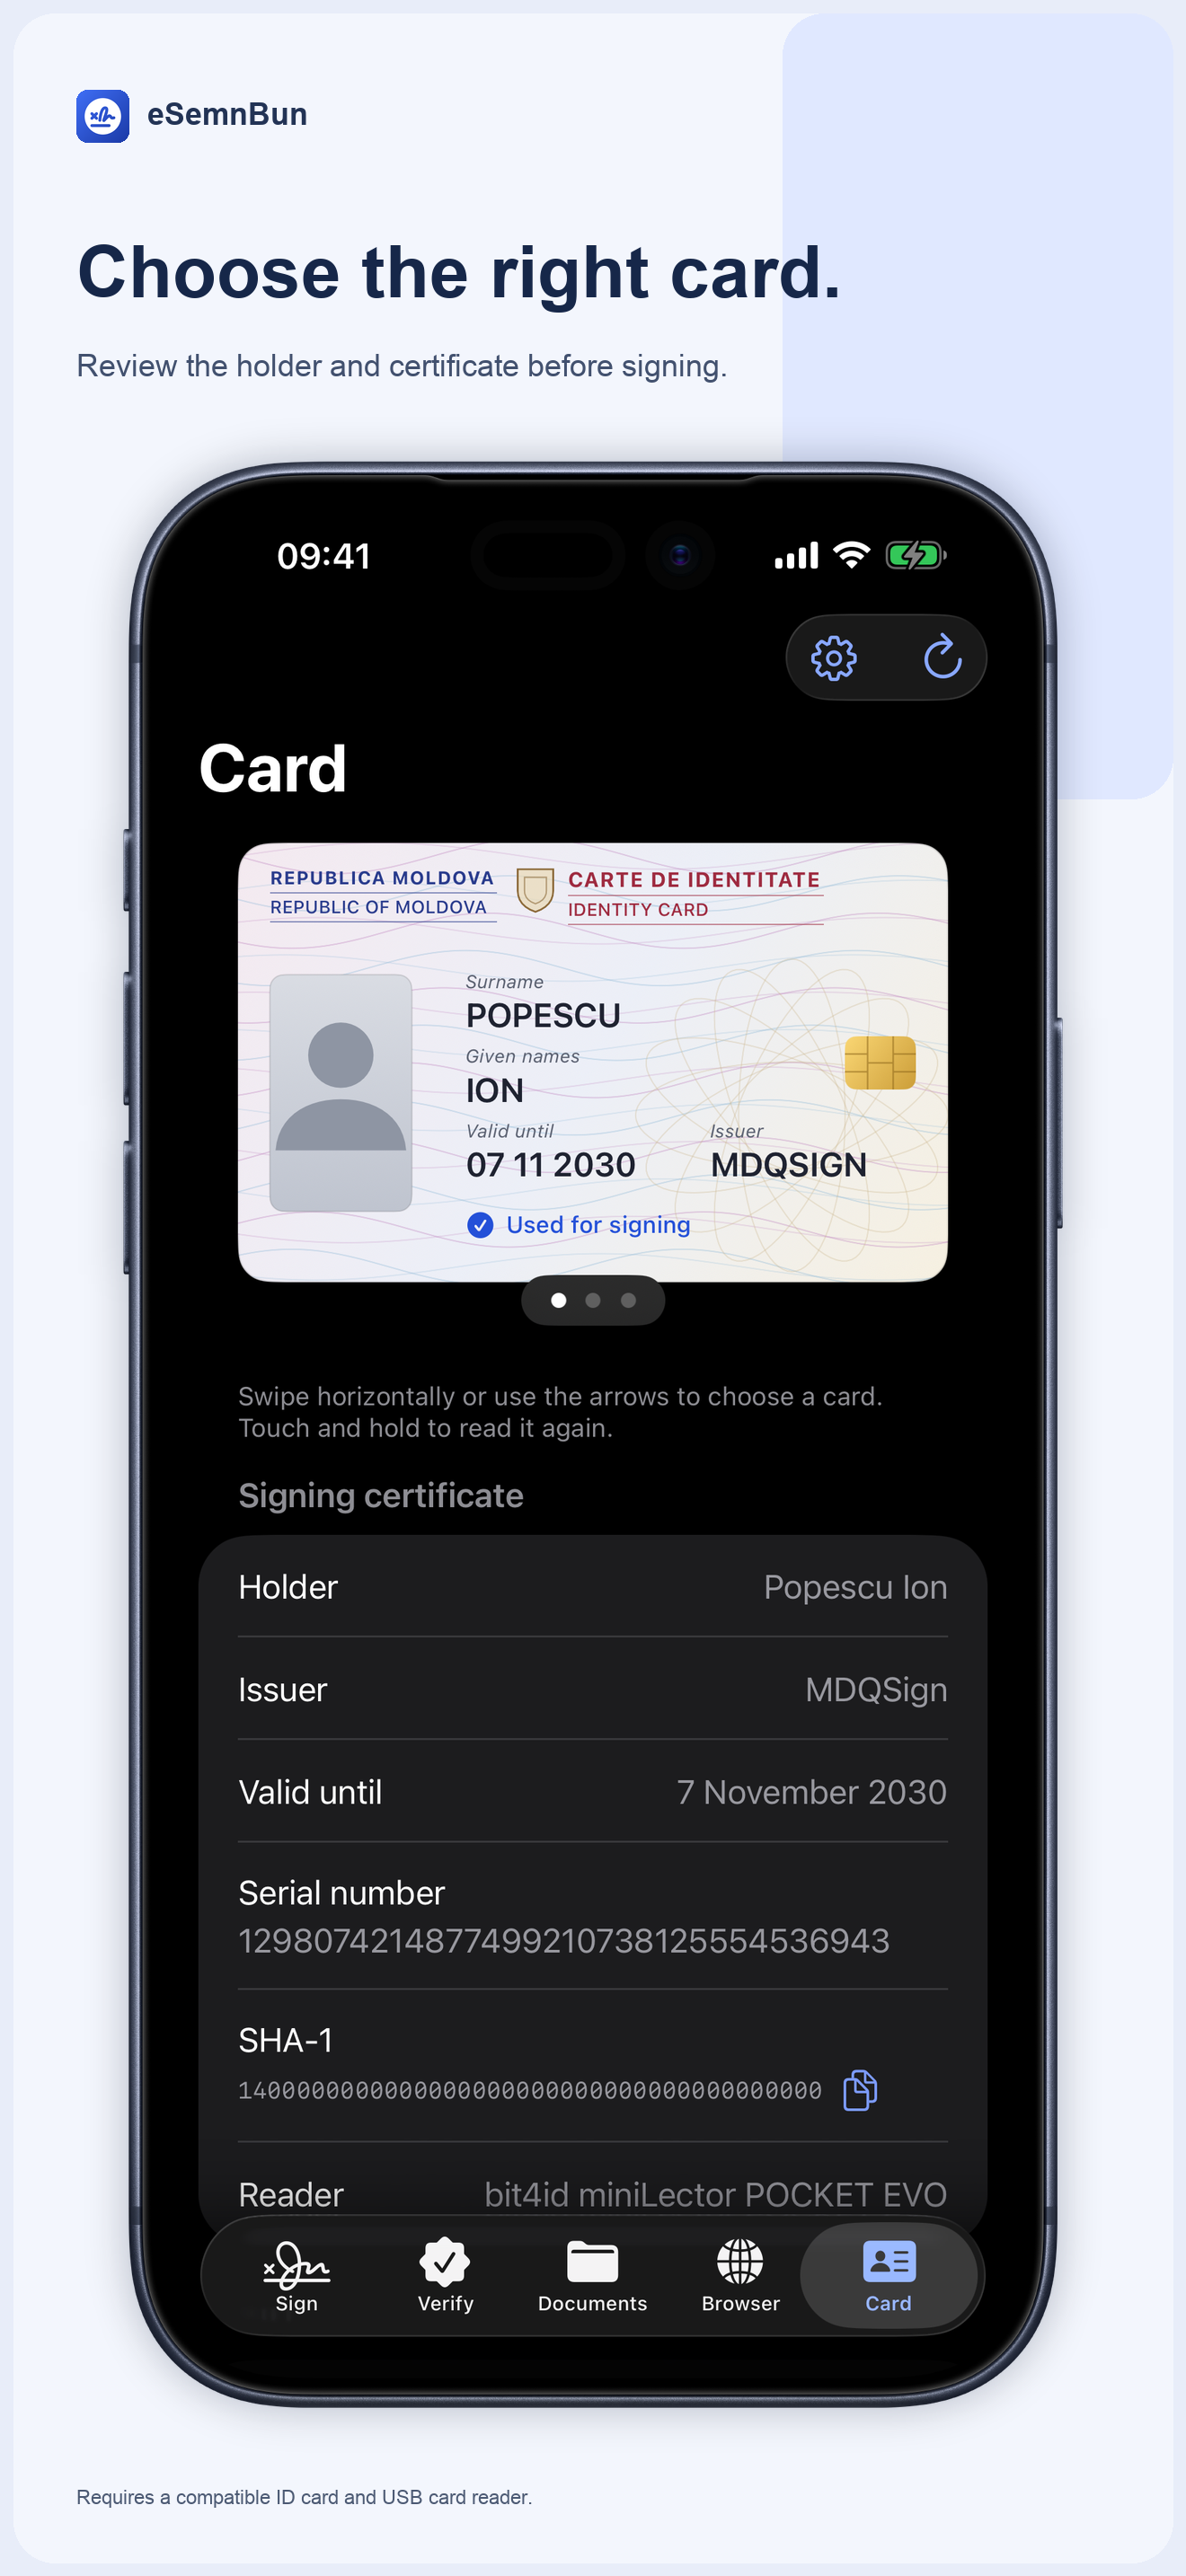 eSemnBun
Choose the right card.
Review the holder and certificate before signing.
09:41
Card
REPUBLICA MOLDOVA
REPUBLIC OF MOLDOVA
CARTE DE IDENTITATE
IDENTITY CARD
Surname
POPESCU
Given names
ION
Valid until
07 11 2030
Issuer
MDQSIGN
Used for signing
Swipe horizontally or use the arrows to choose a card.
Touch and hold to read it again.
Signing certificate
Holder Popescu Ion
Issuer MDQSign
Valid until 7 November 2030
Serial number
129807421487749921073812555453694​3
SHA-1
1400000000000000000000000000000000000000
Reader bit4id miniLector POCKET EVO
Sign Verify Documents Browser Card
Requires a compatible ID card and USB card reader.